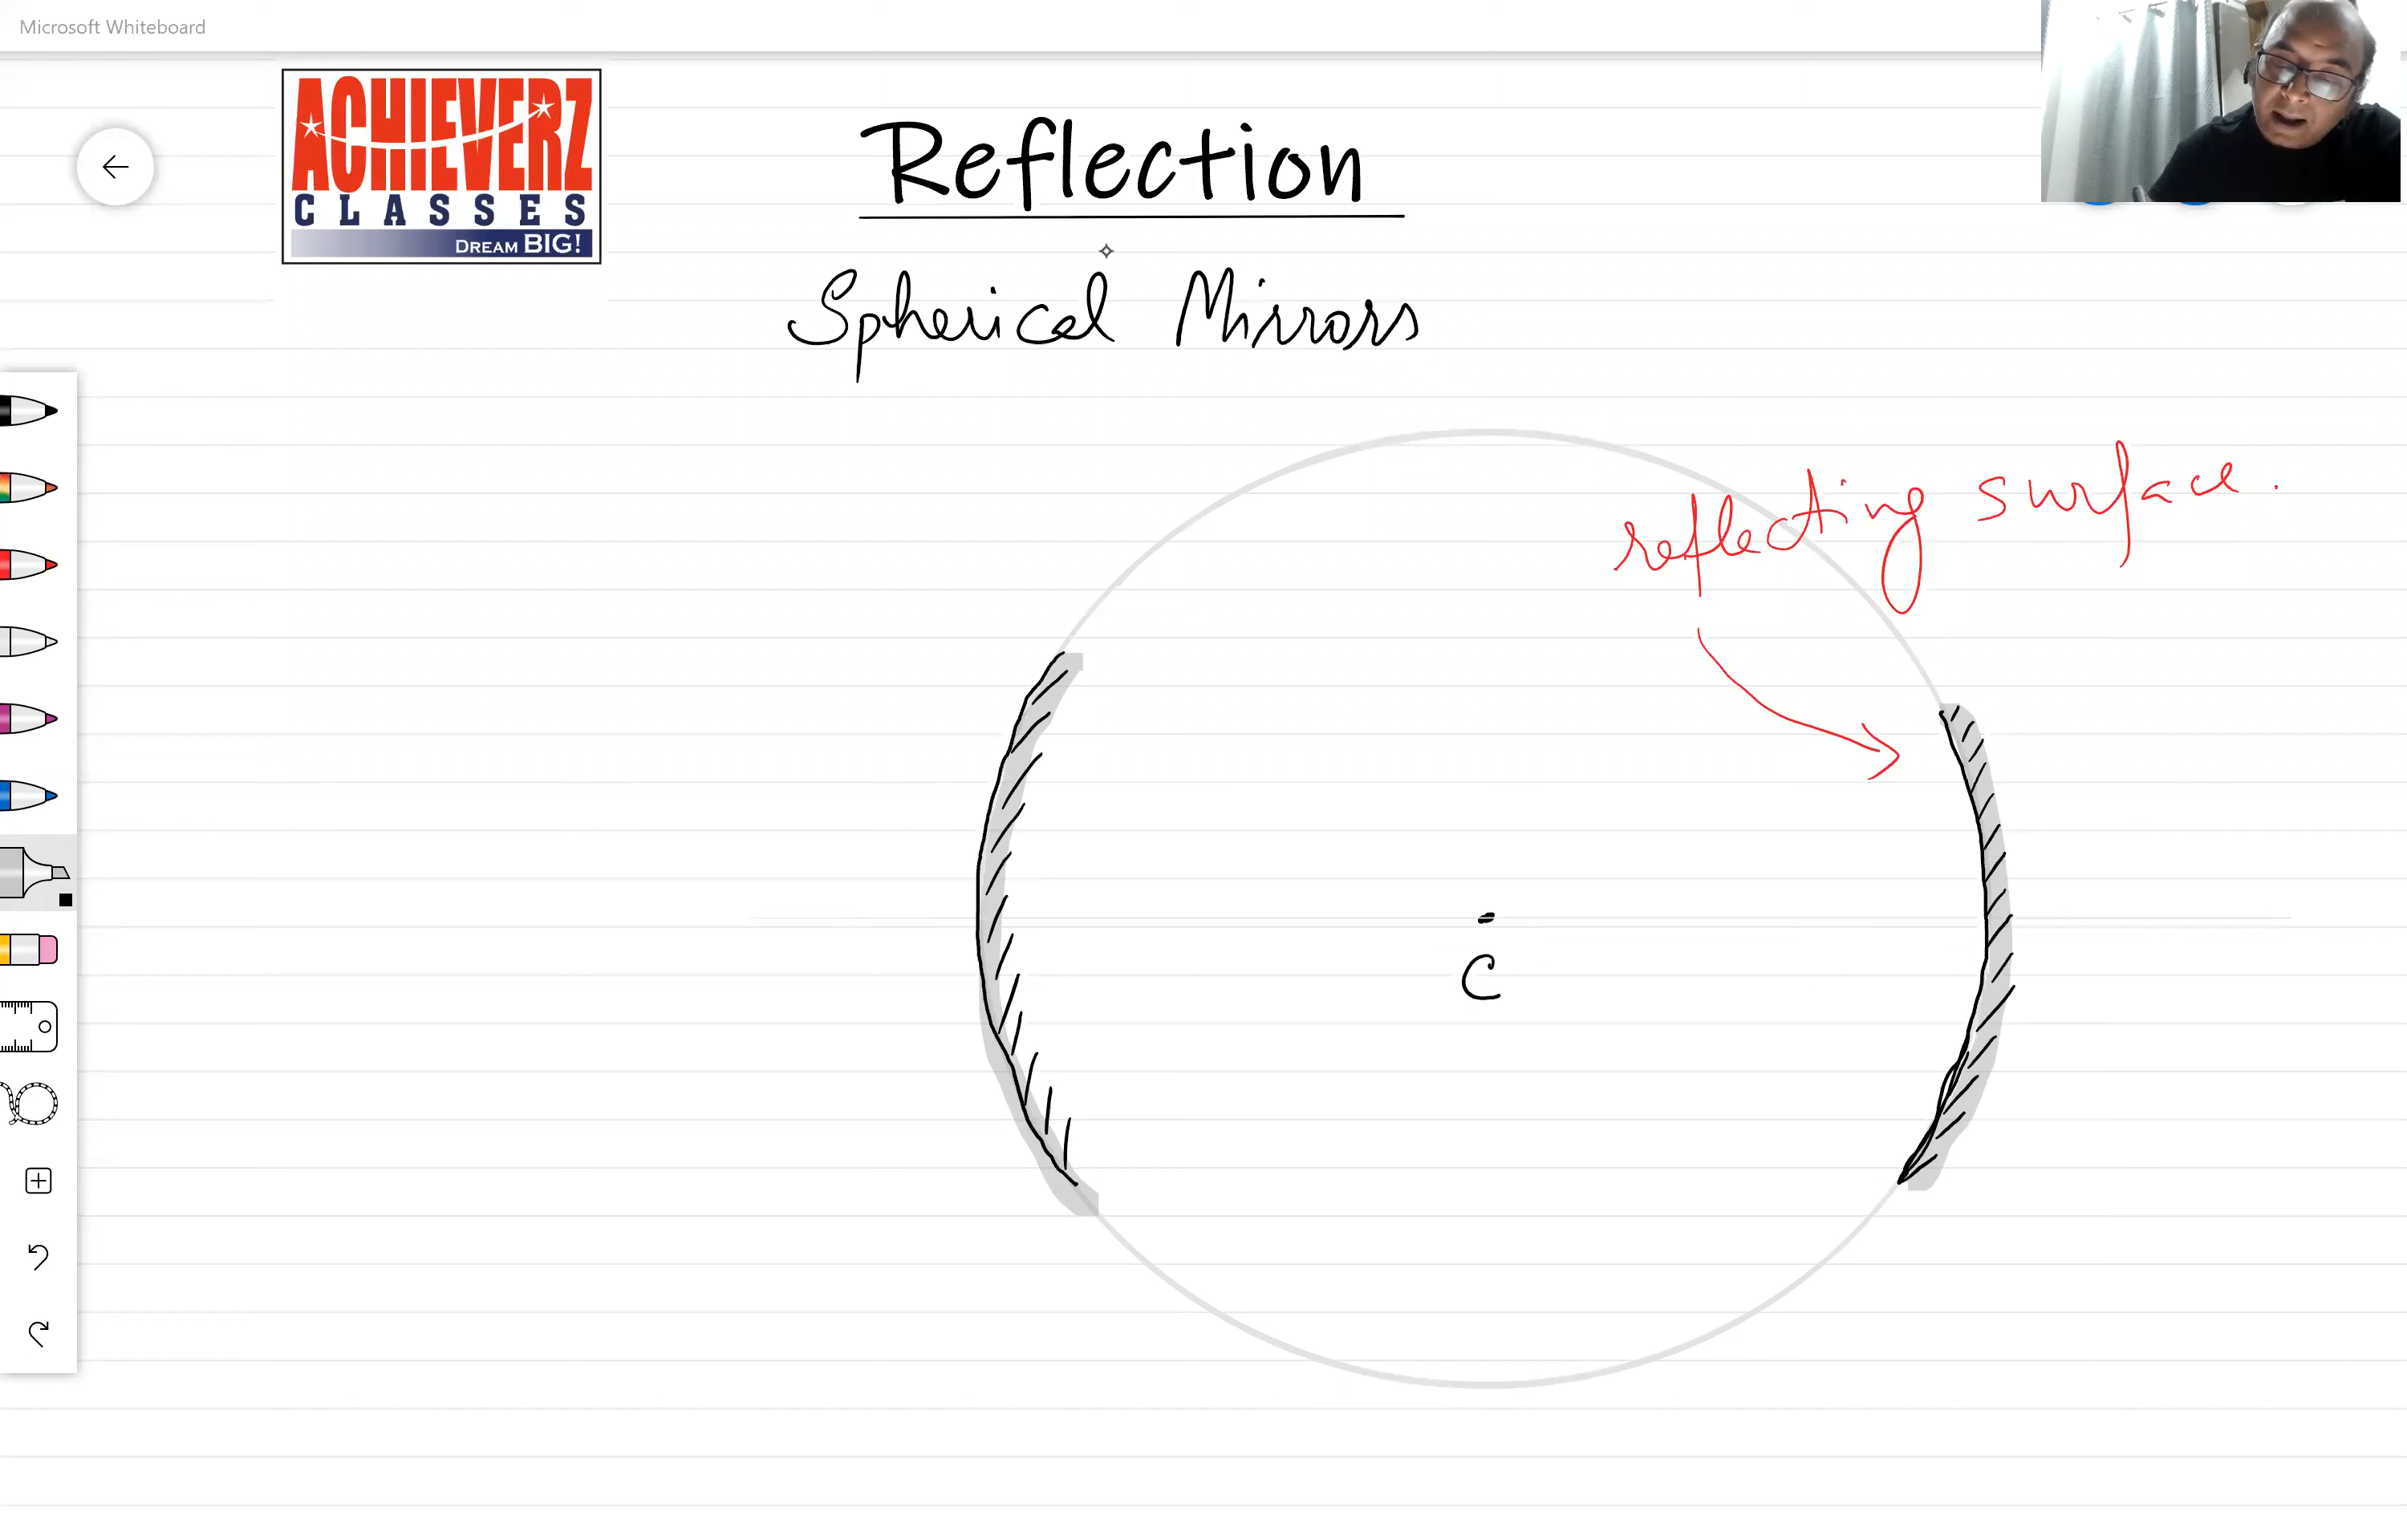 Microsoft Whiteboard
ACHIEVERZ
CLASSES
DREAM BIG!
Reflection
Spherical Mirrors
reflecting surface.
C